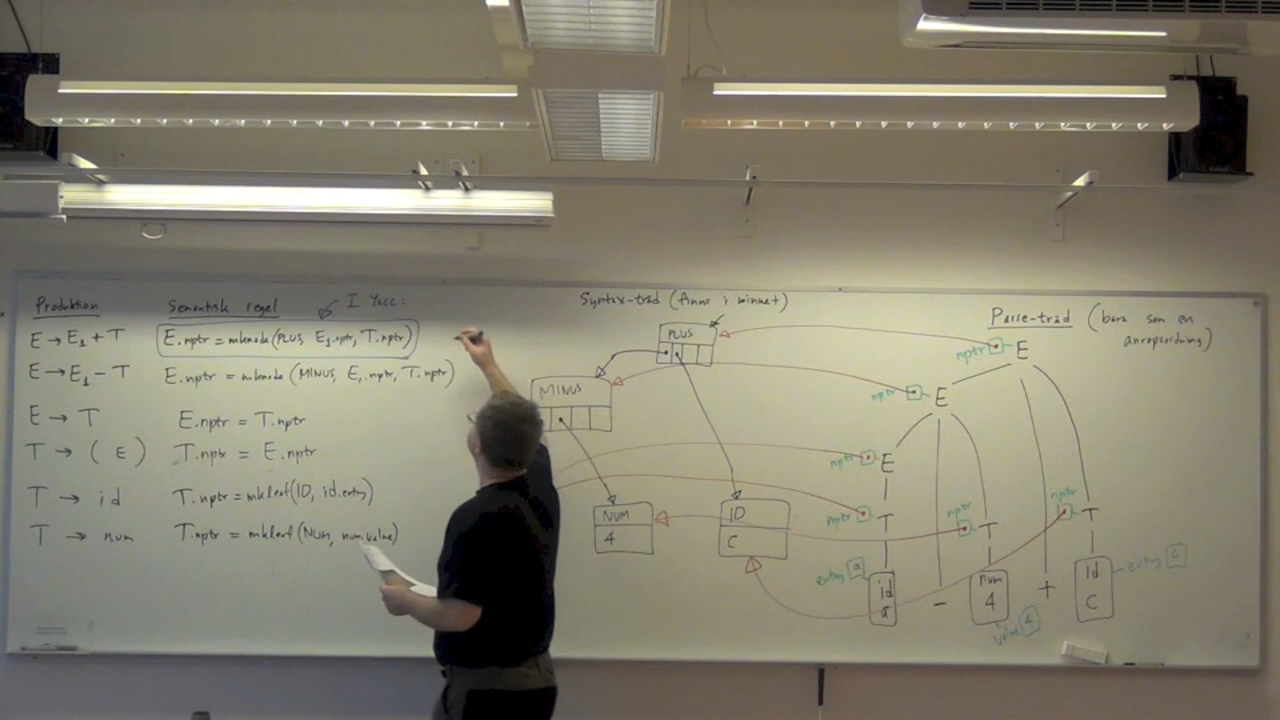 Produktion
Semantisk regel
I Yacc:
E → E₁ + T
E.nptr = mknode(PLUS, E₁.nptr, T.nptr)
E → E₁ - T
E.nptr = mknode(MINUS, E₁.nptr, T.nptr)
E → T
E.nptr = T.nptr
T → ( E )
T.nptr = E.nptr
T → id
T.nptr = mkleaf(ID, id.entry)
T → num
T.nptr = mkleaf(NUM, num.value)
Syntax-träd (finns i minnet)
PLUS
MINUS
NUM
4
ID
C
Parse-träd (bara som en
anropsordning)
nptr E
nptr E
nptr E
nptr T
nptr T
nptr T
entry a
id
a
-
num
4
value 4
+
id
C
entry c